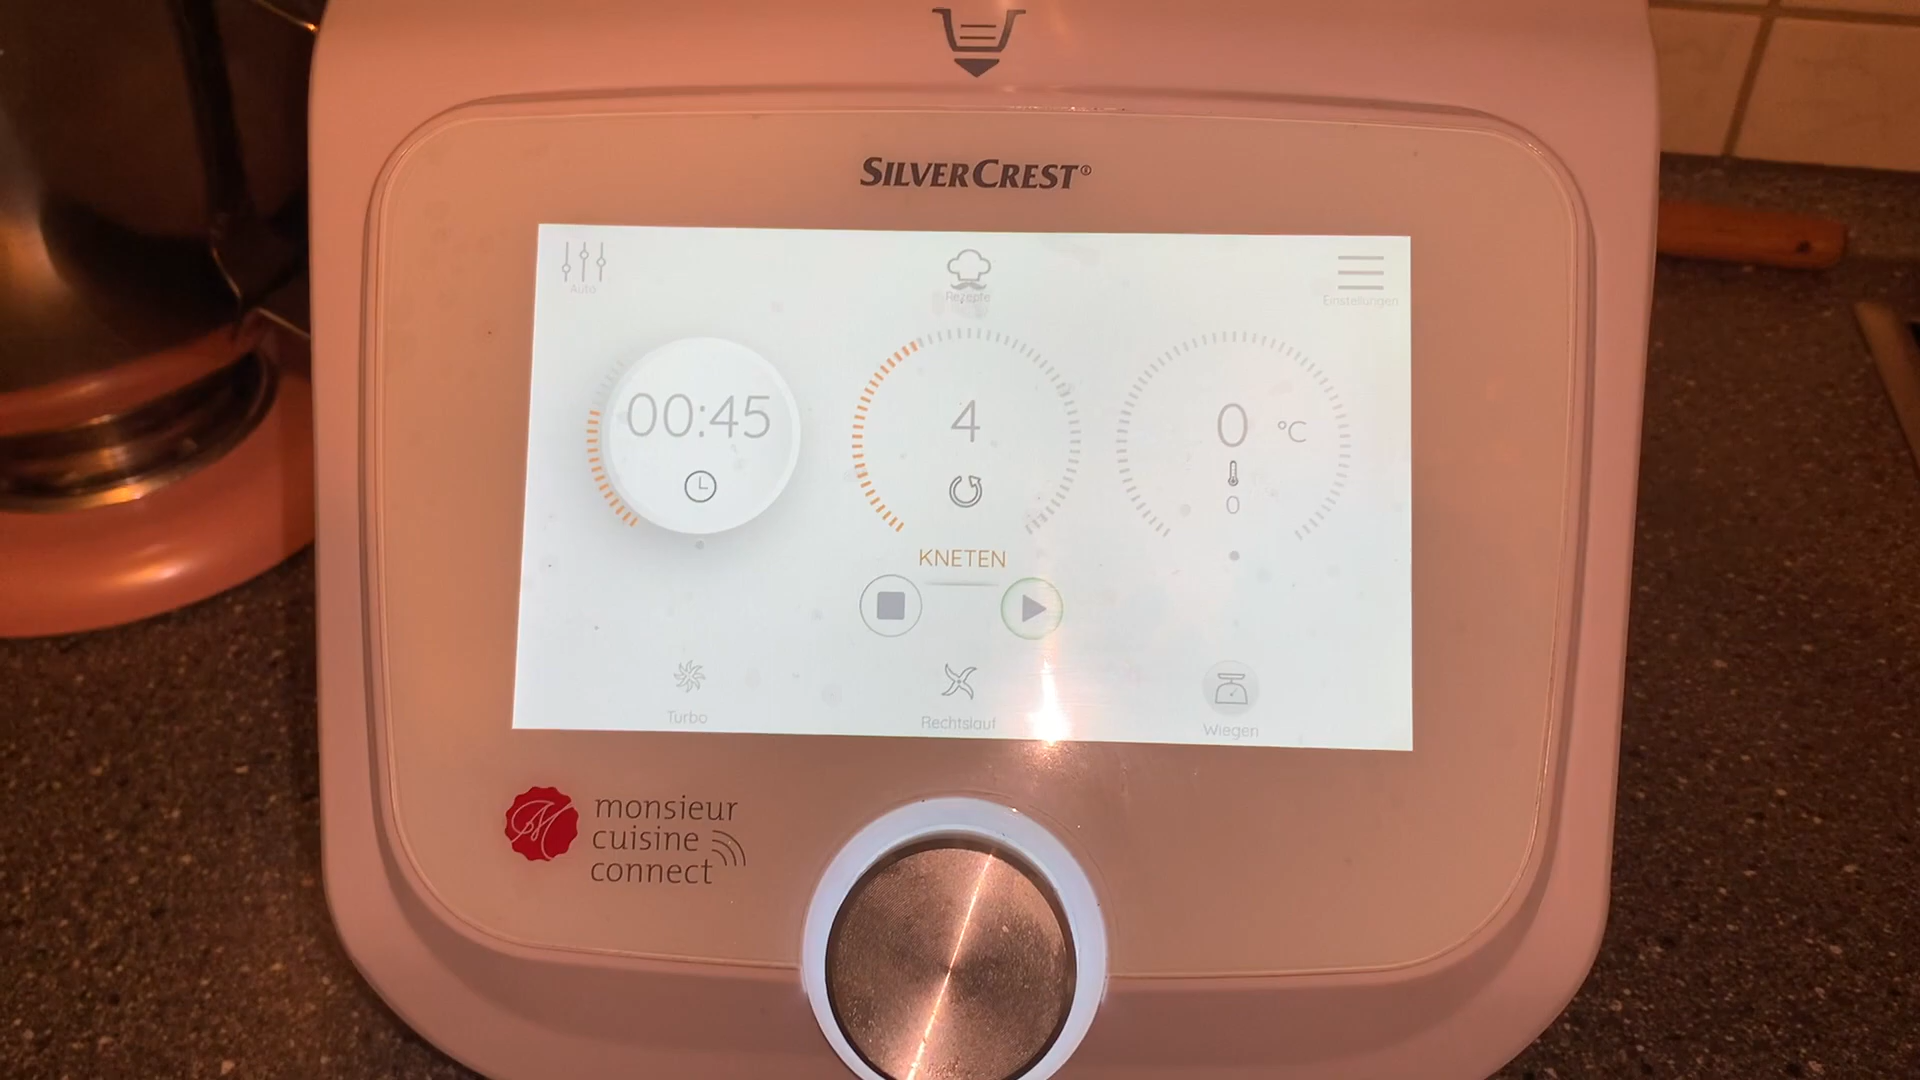 SILVERCREST®
Auto
Rezepte
Einstellungen
00:45
4
0 °C
0
KNETEN
Turbo
Rechtslauf
Wiegen
monsieur
cuisine
connect